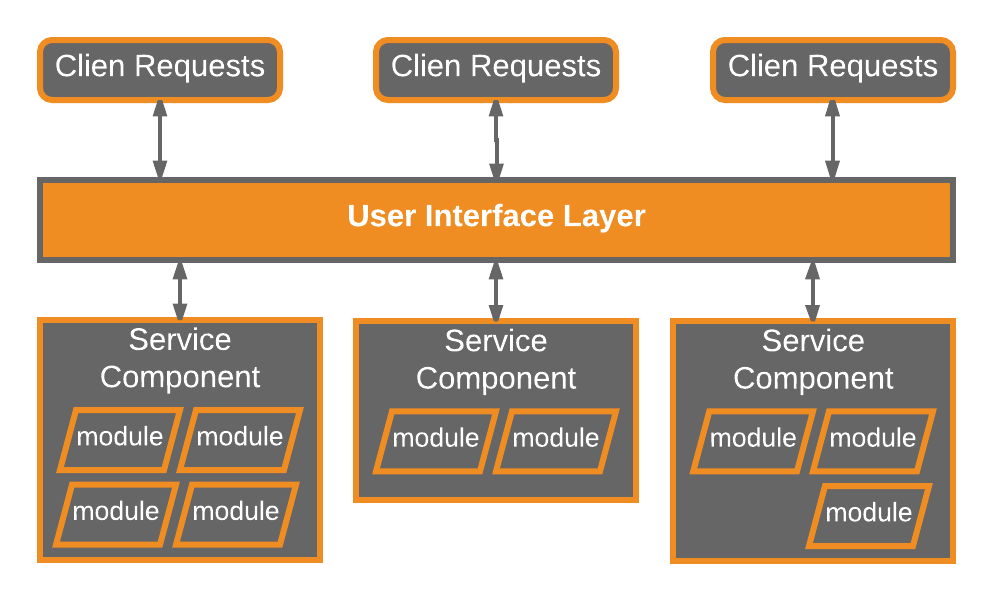 Clien Requests
Clien Requests
Clien Requests
User Interface Layer
Service
Component
module
module
module
module
Service
Component
module
module
Service
Component
module
module
module